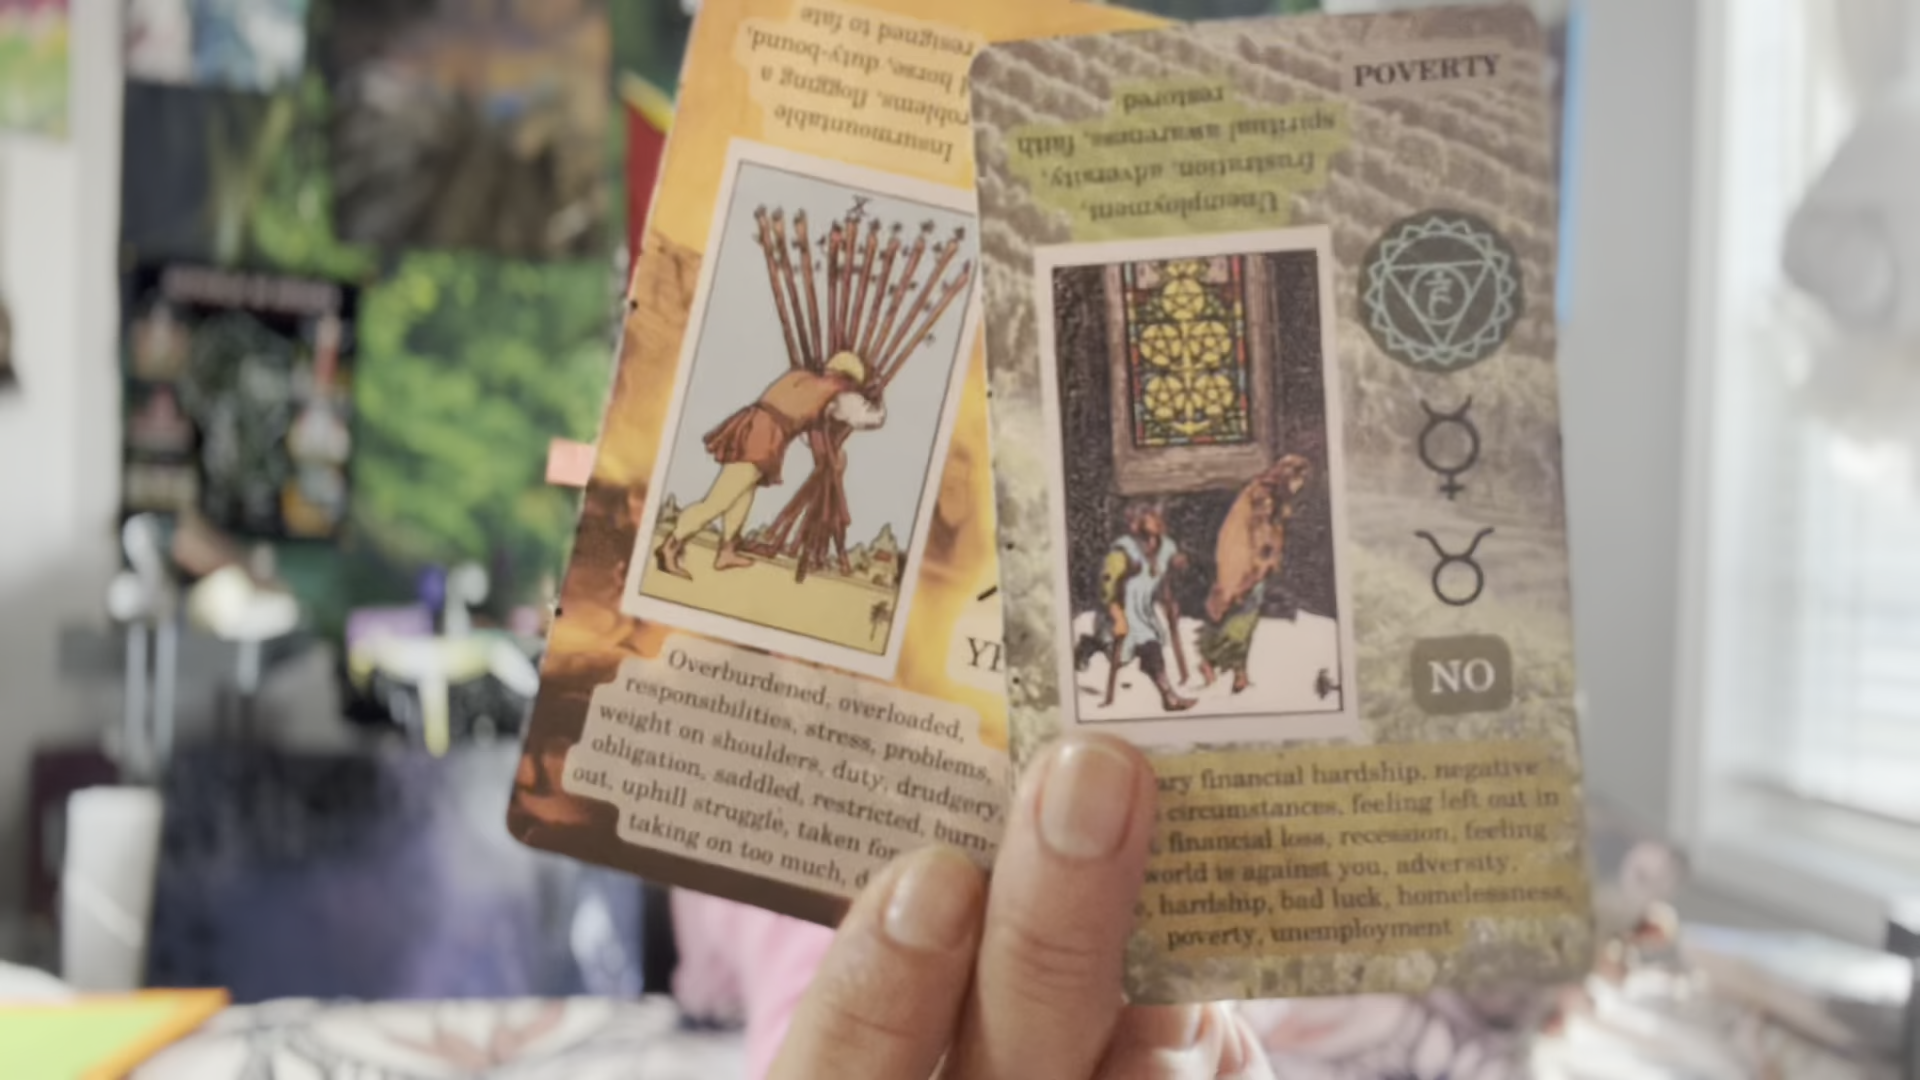 resigned to fate
horse, duty-bound,
roblems, flogging a
Insurmountable
X
YE
Overburdened, overloaded,
responsibilities, stress, problems,
weight on shoulders, duty, drudgery,
obligation, saddled, restricted, burn-
out, uphill struggle, taken for
taking on too much, d
POVERTY
restored
spiritual awareness, faith
frustration, adversity,
Unemployment,
NO
ary financial hardship, negative
circumstances, feeling left out in
financial loss, recession, feeling
world is against you, adversity,
e, hardship, bad luck, homelessness,
poverty, unemployment